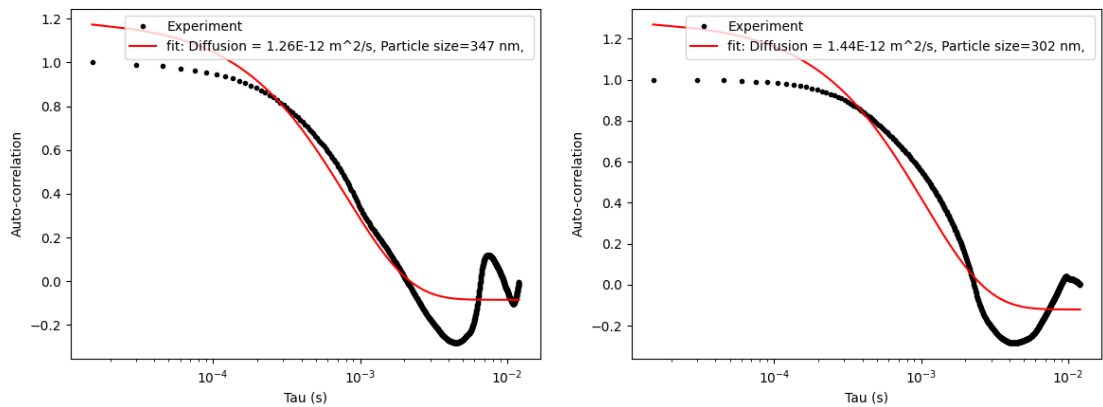 1.2
1.0
0.8
0.6
0.4
0.2
0.0
−0.2
Auto-correlation
Experiment
fit: Diffusion = 1.26E-12 m^2/s, Particle size=347 nm,
10⁻⁴
10⁻³
10⁻²
Tau (s)
1.2
1.0
0.8
0.6
0.4
0.2
0.0
−0.2
Auto-correlation
Experiment
fit: Diffusion = 1.44E-12 m^2/s, Particle size=302 nm,
10⁻⁴
10⁻³
10⁻²
Tau (s)